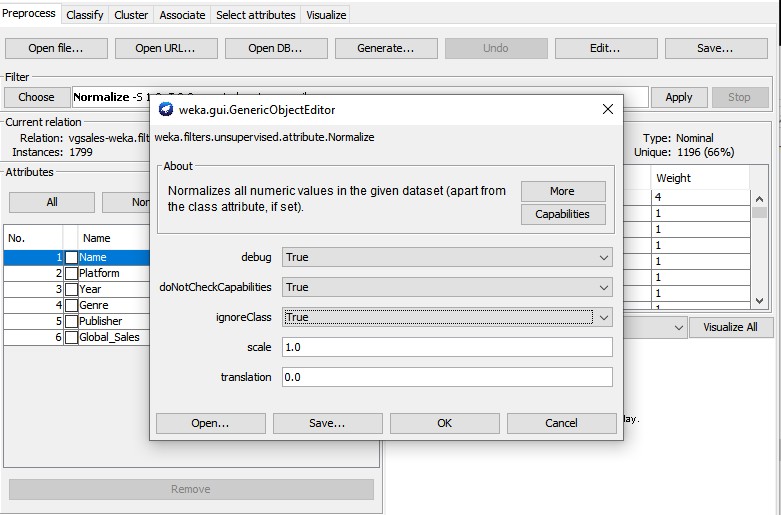 Preprocess Classify Cluster Associate Select attributes Visualize
Open file... Open URL... Open DB... Generate... Undo Edit... Save...
Filter
Choose Normalize -S 1.0 -T 0.0 Apply Stop
weka.gui.GenericObjectEditor
Current relation
Relation: vgsales-weka.filt
Instances: 1799
Type: Nominal
Unique: 1196 (66%)
weka.filters.unsupervised.attribute.Normalize
About
Normalizes all numeric values in the given dataset (apart from
the class attribute, if set).
More
Capabilities
Attributes
All Non
No. Name
1 Name
2 Platform
3 Year
4 Genre
5 Publisher
6 Global_Sales
Weight
4
1
1
1
1
1
1
debug True
doNotCheckCapabilities True
ignoreClass True
scale 1.0
translation 0.0
Visualize All
Open... Save... OK Cancel
lay.
Remove